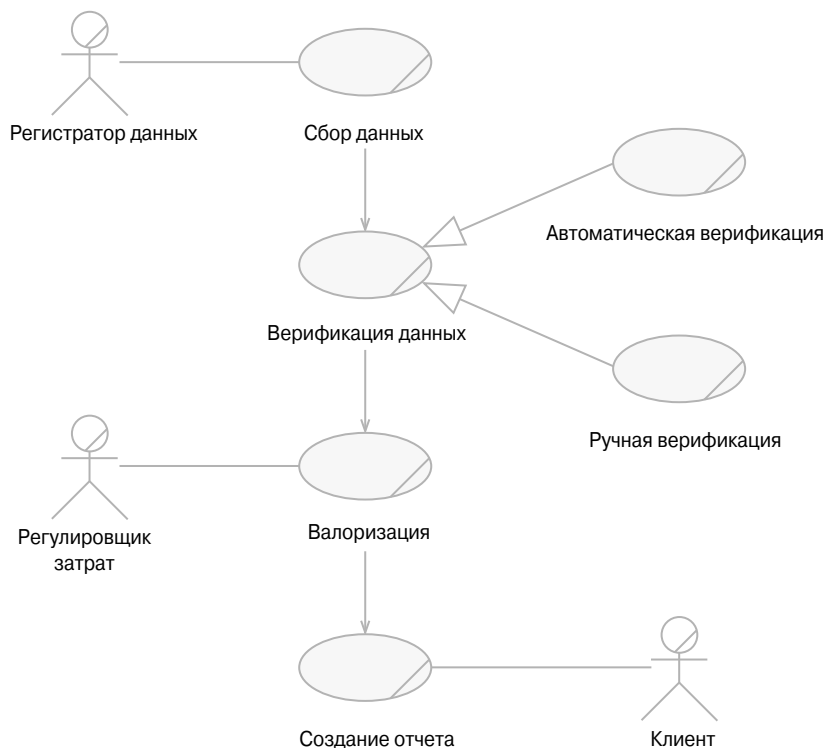 Регистратор данных
Сбор данных
Автоматическая верификация
Верификация данных
Ручная верификация
Регулировщик
затрат
Валоризация
Создание отчета
Клиент